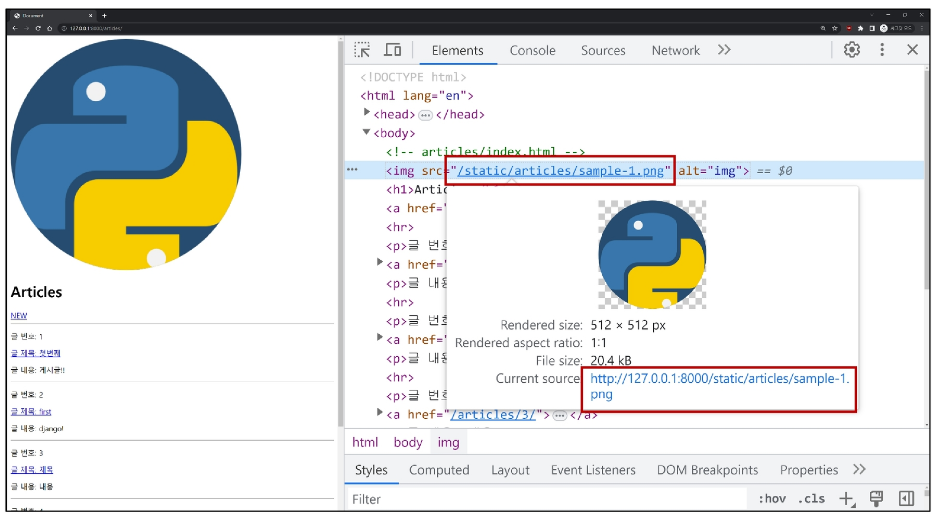 Document
127.0.0.1:8000/articles/
Articles
NEW
글 번호: 1
글 제목: 첫번째
글 내용: 게시글!!
글 번호: 2
글 제목: first
글 내용: django!
글 번호: 3
글 제목: 제목
글 내용: 내용
Elements Console Sources Network
<!DOCTYPE html>
<html lang="en">
<head> </head>
<body>
<!-- articles/index.html -->
<img src="/static/articles/sample-1.png" alt="img"> == $0
<h1>Artic
<a href="
<hr>
<p>글 번호
<a href="
<p>글 내용
<hr>
<p>글 번호
<a href="
<p>글 내용
<hr>
<p>글 번호
<a href="/articles/3/"> </a>
Rendered size: 512 × 512 px
Rendered aspect ratio: 1:1
File size: 20.4 kB
Current source: http://127.0.0.1:8000/static/articles/sample-1.
png
html body img
Styles Computed Layout Event Listeners DOM Breakpoints Properties
Filter :hov .cls